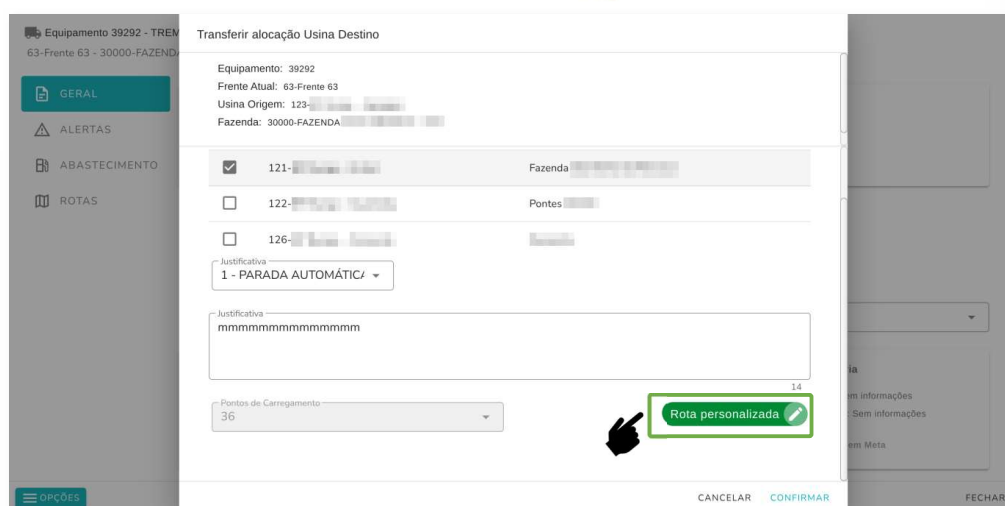 Equipamento 39292 - TREM
63-Frente 63 - 30000-FAZENDA
GERAL
ALERTAS
ABASTECIMENTO
ROTAS
OPÇÕES
Transferir alocação Usina Destino
Equipamento: 39292
Frente Atual: 63-Frente 63
Usina Origem: 123-
Fazenda: 30000-FAZENDA
121- Fazenda
122- Pontes
126-
Justificativa
1 - PARADA AUTOMÁTICA
Justificativa
mmmmmmmmmmmmmm
14
Pontos de Carregamento
36
Rota personalizada
CANCELAR CONFIRMAR
ia
em informações
Sem informações
em Meta
FECHAR